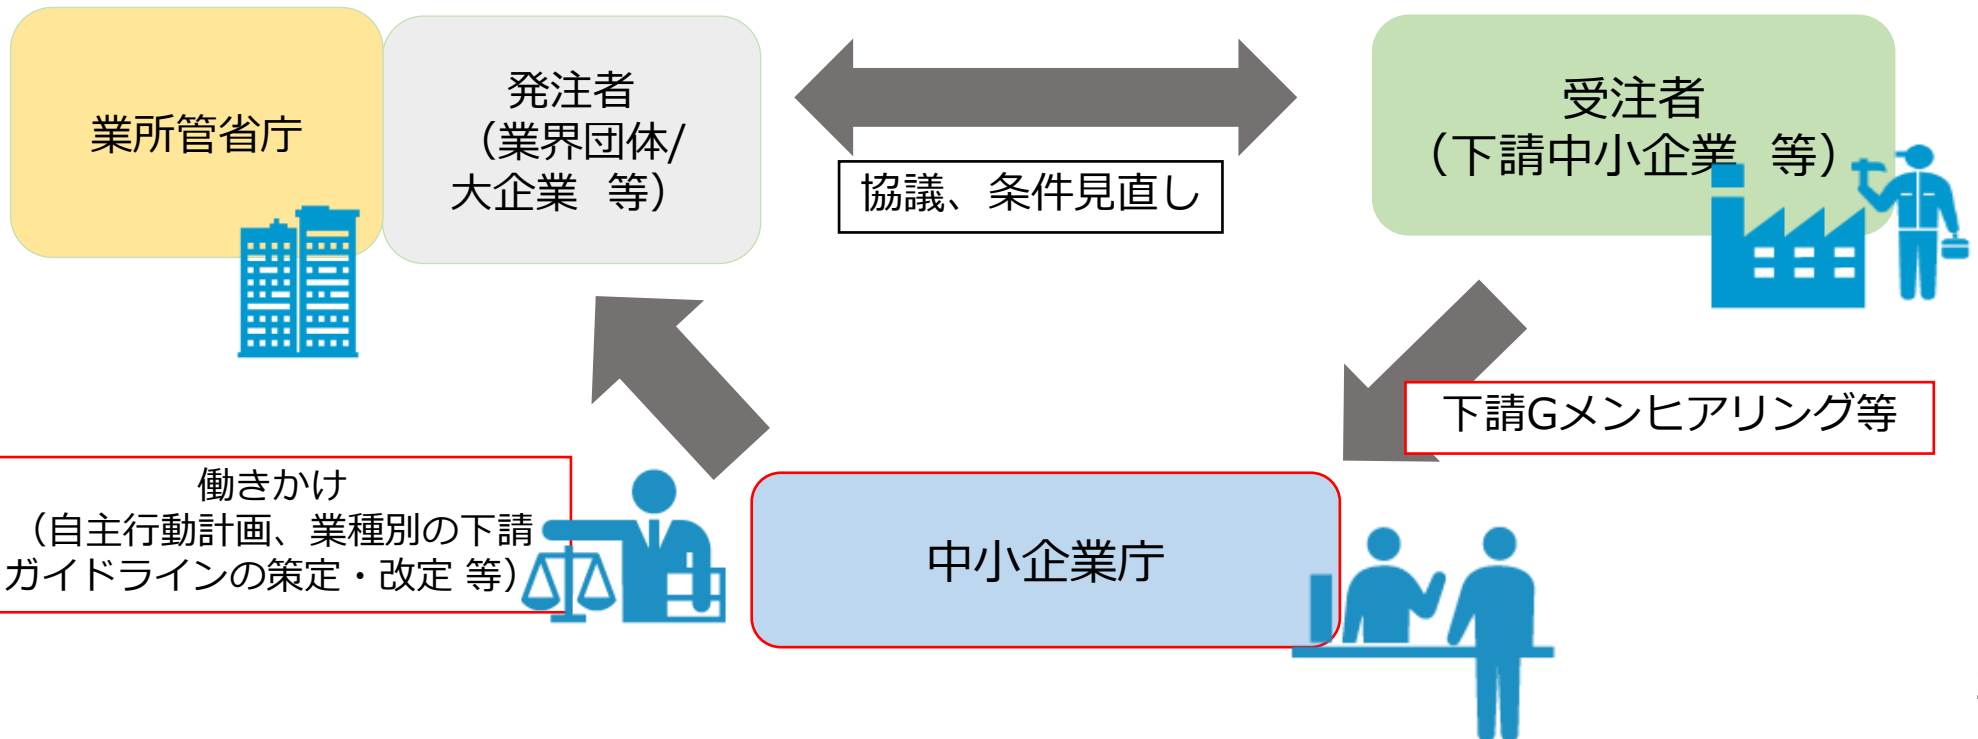 業所管省庁
発注者
（業界団体/
大企業　等）
協議、条件見直し
受注者
（下請中小企業　等）
下請Gメンヒアリング等
働きかけ
（自主行動計画、業種別の下請
ガイドラインの策定・改定 等）
中小企業庁